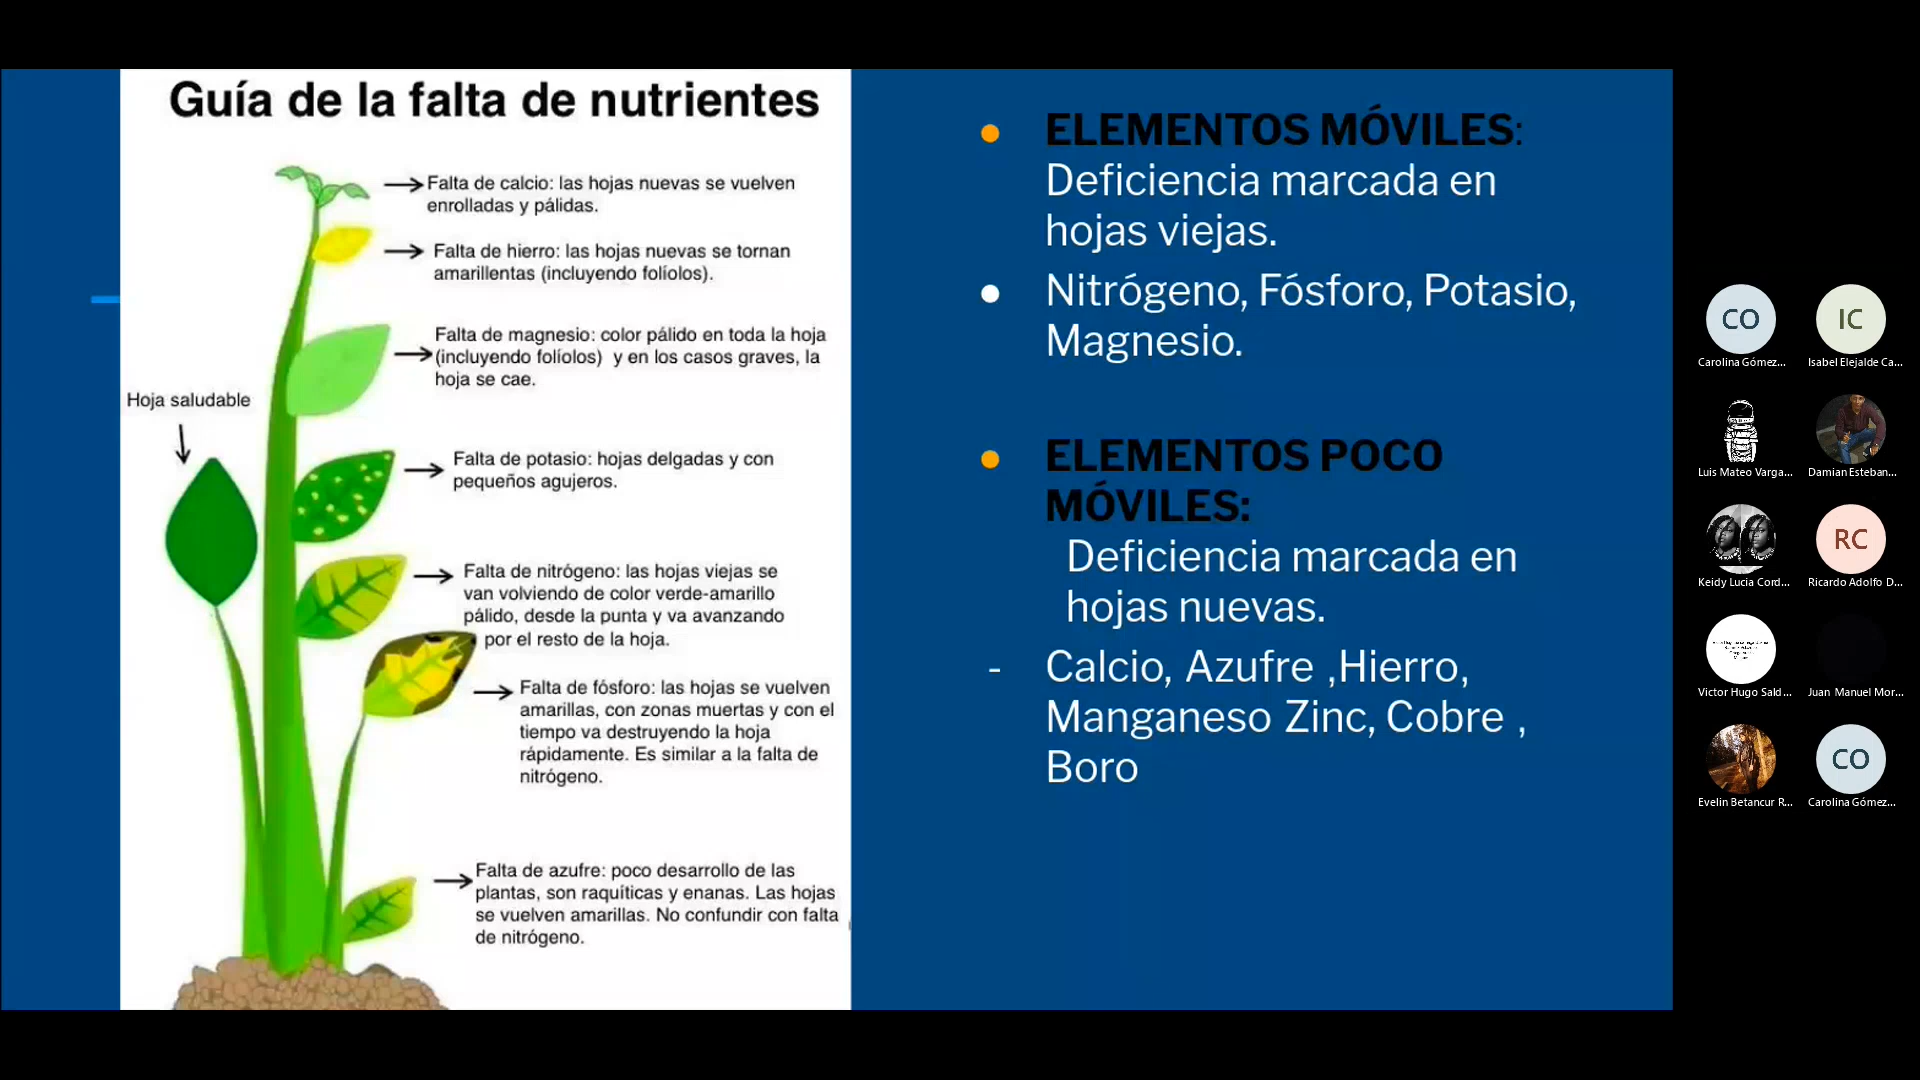 Guía de la falta de nutrientes
Falta de calcio: las hojas nuevas se vuelven
enrolladas y pálidas.
Falta de hierro: las hojas nuevas se tornan
amarillentas (incluyendo folíolos).
Falta de magnesio: color pálido en toda la hoja
(incluyendo folíolos) y en los casos graves, la
hoja se cae.
Hoja saludable
Falta de potasio: hojas delgadas y con
pequeños agujeros.
Falta de nitrógeno: las hojas viejas se
van volviendo de color verde-amarillo
pálido, desde la punta y va avanzando
por el resto de la hoja.
Falta de fósforo: las hojas se vuelven
amarillas, con zonas muertas y con el
tiempo va destruyendo la hoja
rápidamente. Es similar a la falta de
nitrógeno.
Falta de azufre: poco desarrollo de las
plantas, son raquíticas y enanas. Las hojas
se vuelven amarillas. No confundir con falta
de nitrógeno.
● ELEMENTOS MÓVILES:
Deficiencia marcada en
hojas viejas.
● Nitrógeno, Fósforo, Potasio,
Magnesio.
● ELEMENTOS POCO
MÓVILES:
Deficiencia marcada en
hojas nuevas.
- Calcio, Azufre ,Hierro,
Manganeso Zinc, Cobre ,
Boro
CO
IC
Carolina Gómez...
Isabel Elejalde Ca...
Luis Mateo Varga...
Damian Esteban...
RC
Keidy Lucia Cord...
Ricardo Adolfo D...
Victor Hugo Sald...
Juan Manuel Mor...
CO
Evelin Betancur R...
Carolina Gómez...